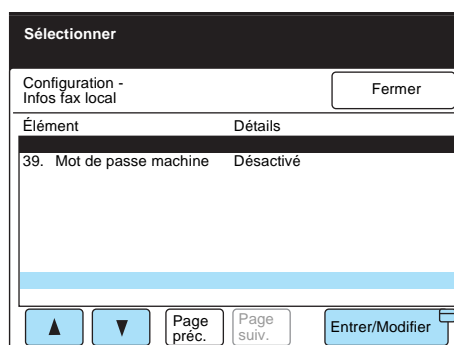 Sélectionner
Configuration -
Infos fax local
Fermer
Élément Détails
39. Mot de passe machine Désactivé
Page
préc.
Page
suiv.
Entrer/Modifier